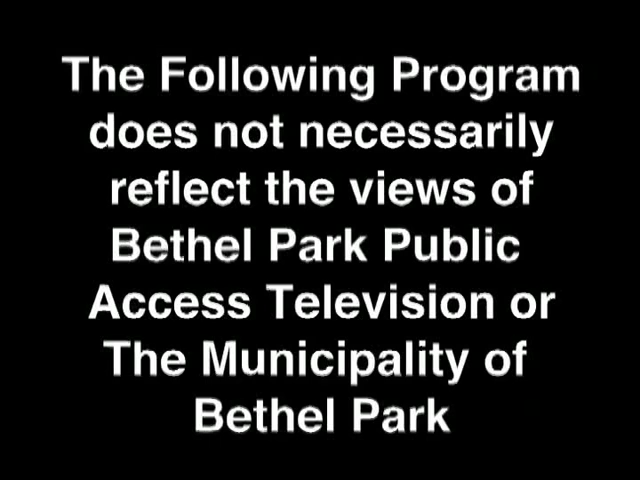 The Following Program
does not necessarily
reflect the views of
Bethel Park Public
Access Television or
The Municipality of
Bethel Park